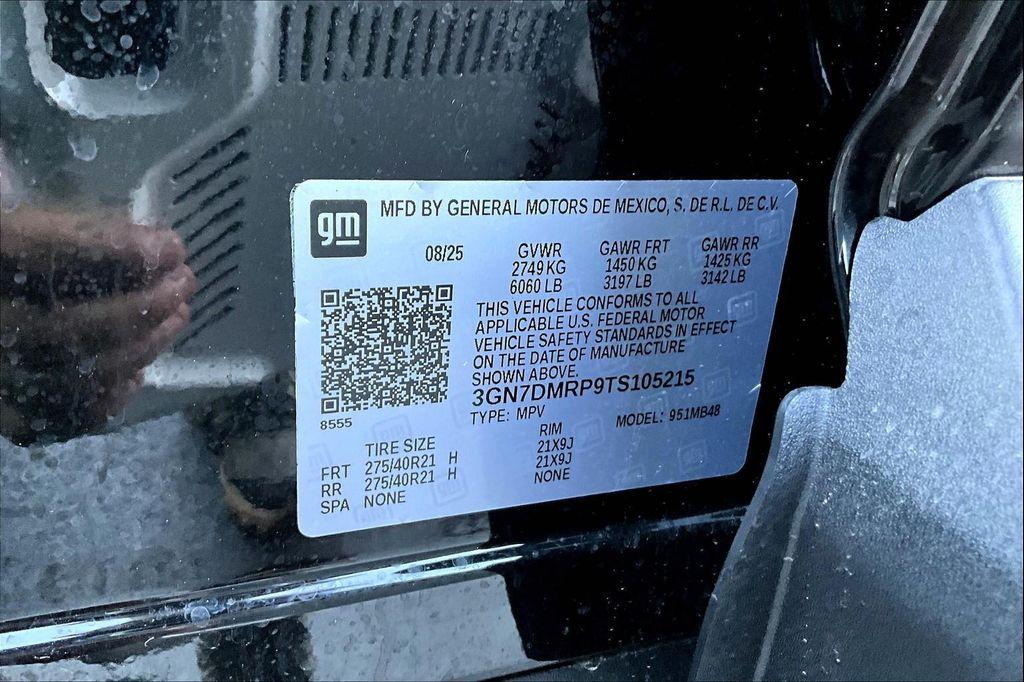 gm MFD BY GENERAL MOTORS DE MEXICO, S. DE R.L. DE C.V.
08/25 GVWR GAWR FRT GAWR RR
2749 KG 1450 KG 1425 KG
6060 LB 3197 LB 3142 LB
THIS VEHICLE CONFORMS TO ALL
APPLICABLE U.S. FEDERAL MOTOR
VEHICLE SAFETY STANDARDS IN EFFECT
ON THE DATE OF MANUFACTURE
SHOWN ABOVE.
3GN7DMRP9TS105215
8555 TYPE: MPV MODEL: 951MB48
TIRE SIZE RIM
FRT 275/40R21 H 21X9J
RR 275/40R21 H 21X9J
SPA NONE NONE